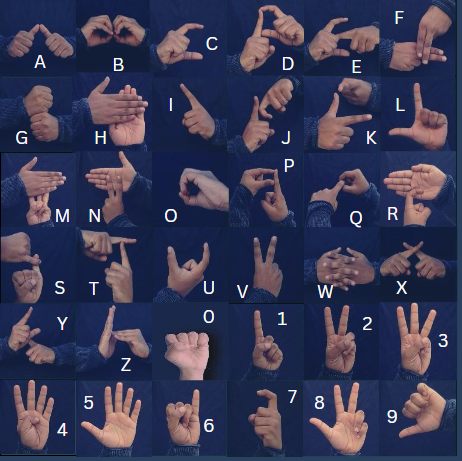 A B C D E F
G H I J K L
M N O P Q R
S T U V W X
Y Z 0 1 2 3
4 5 6 7 8 9